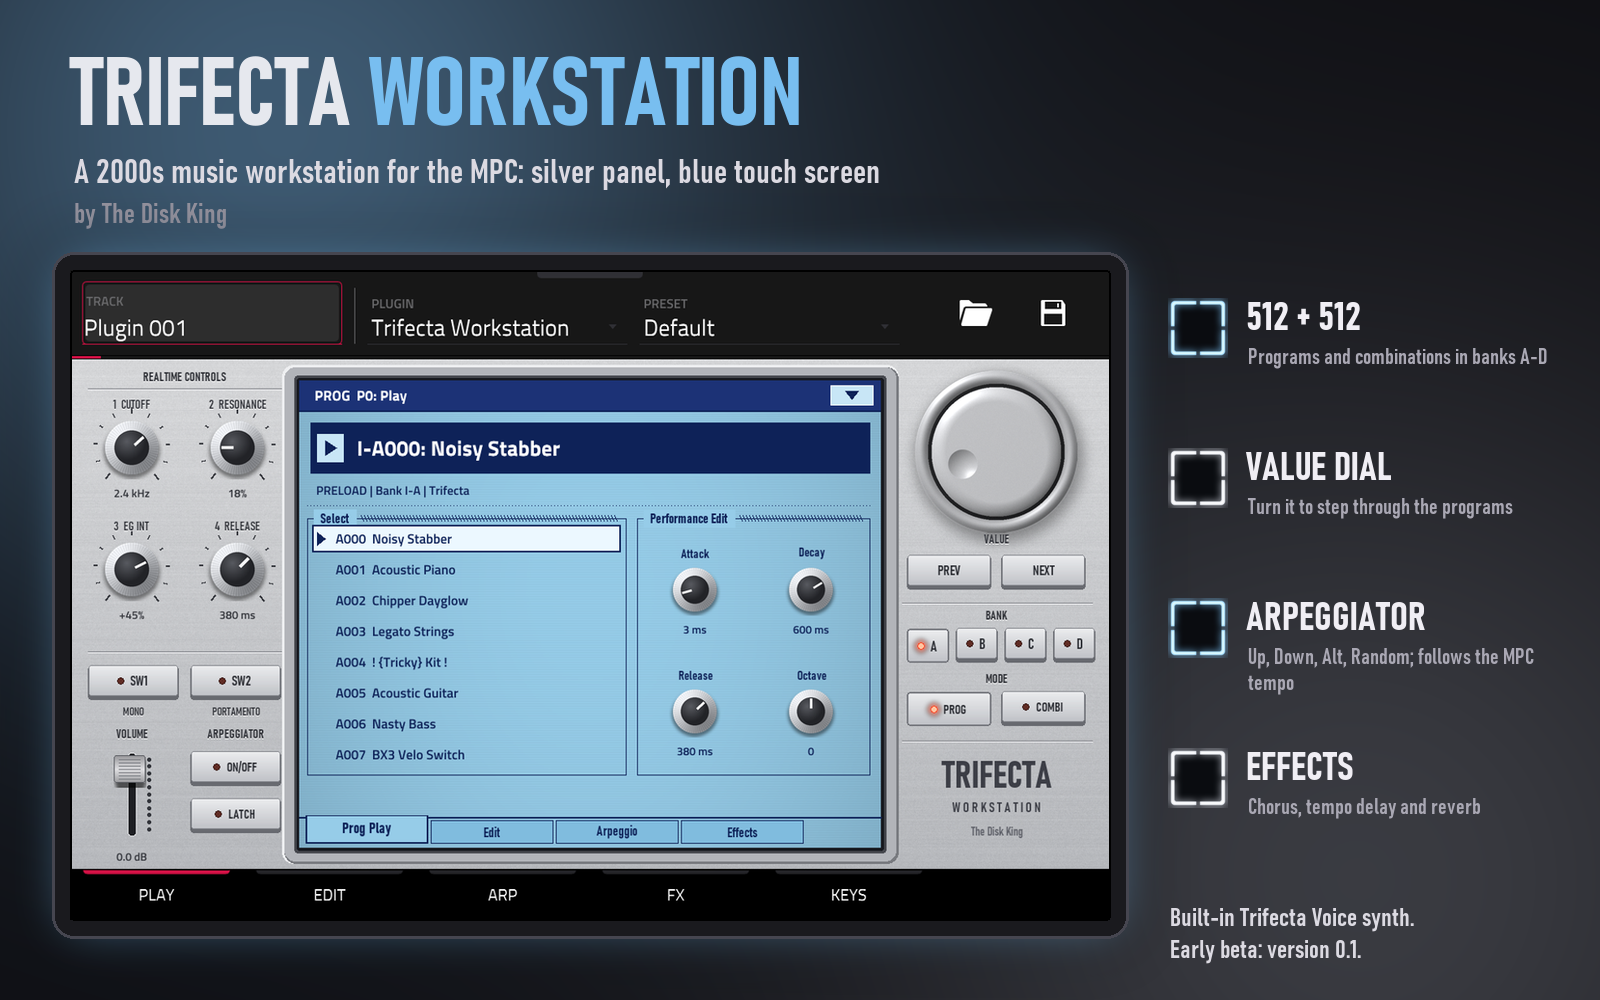 TRIFECTA WORKSTATION
A 2000s music workstation for the MPC: silver panel, blue touch screen
by The Disk King
TRACK
Plugin 001
PLUGIN
Trifecta Workstation
PRESET
Default
REALTIME CONTROLS
1 CUTOFF
2 RESONANCE
2.4 kHz
18%
3 EG INT
4 RELEASE
+45%
380 ms
SW1
SW2
MONO
PORTAMENTO
VOLUME
ARPEGGIATOR
ON/OFF
LATCH
0.0 dB
PROG P0: Play
I-A000: Noisy Stabber
PRELOAD | Bank I-A | Trifecta
Select
A000 Noisy Stabber
A001 Acoustic Piano
A002 Chipper Dayglow
A003 Legato Strings
A004 ! {Tricky} Kit !
A005 Acoustic Guitar
A006 Nasty Bass
A007 BX3 Velo Switch
Performance Edit
Attack
Decay
3 ms
600 ms
Release
Octave
380 ms
0
Prog Play
Edit
Arpeggio
Effects
VALUE
PREV
NEXT
BANK
A
B
C
D
MODE
PROG
COMBI
TRIFECTA
WORKSTATION
The Disk King
PLAY
EDIT
ARP
FX
KEYS
512 + 512
Programs and combinations in banks A-D
VALUE DIAL
Turn it to step through the programs
ARPEGGIATOR
Up, Down, Alt, Random; follows the MPC
tempo
EFFECTS
Chorus, tempo delay and reverb
Built-in Trifecta Voice synth.
Early beta: version 0.1.